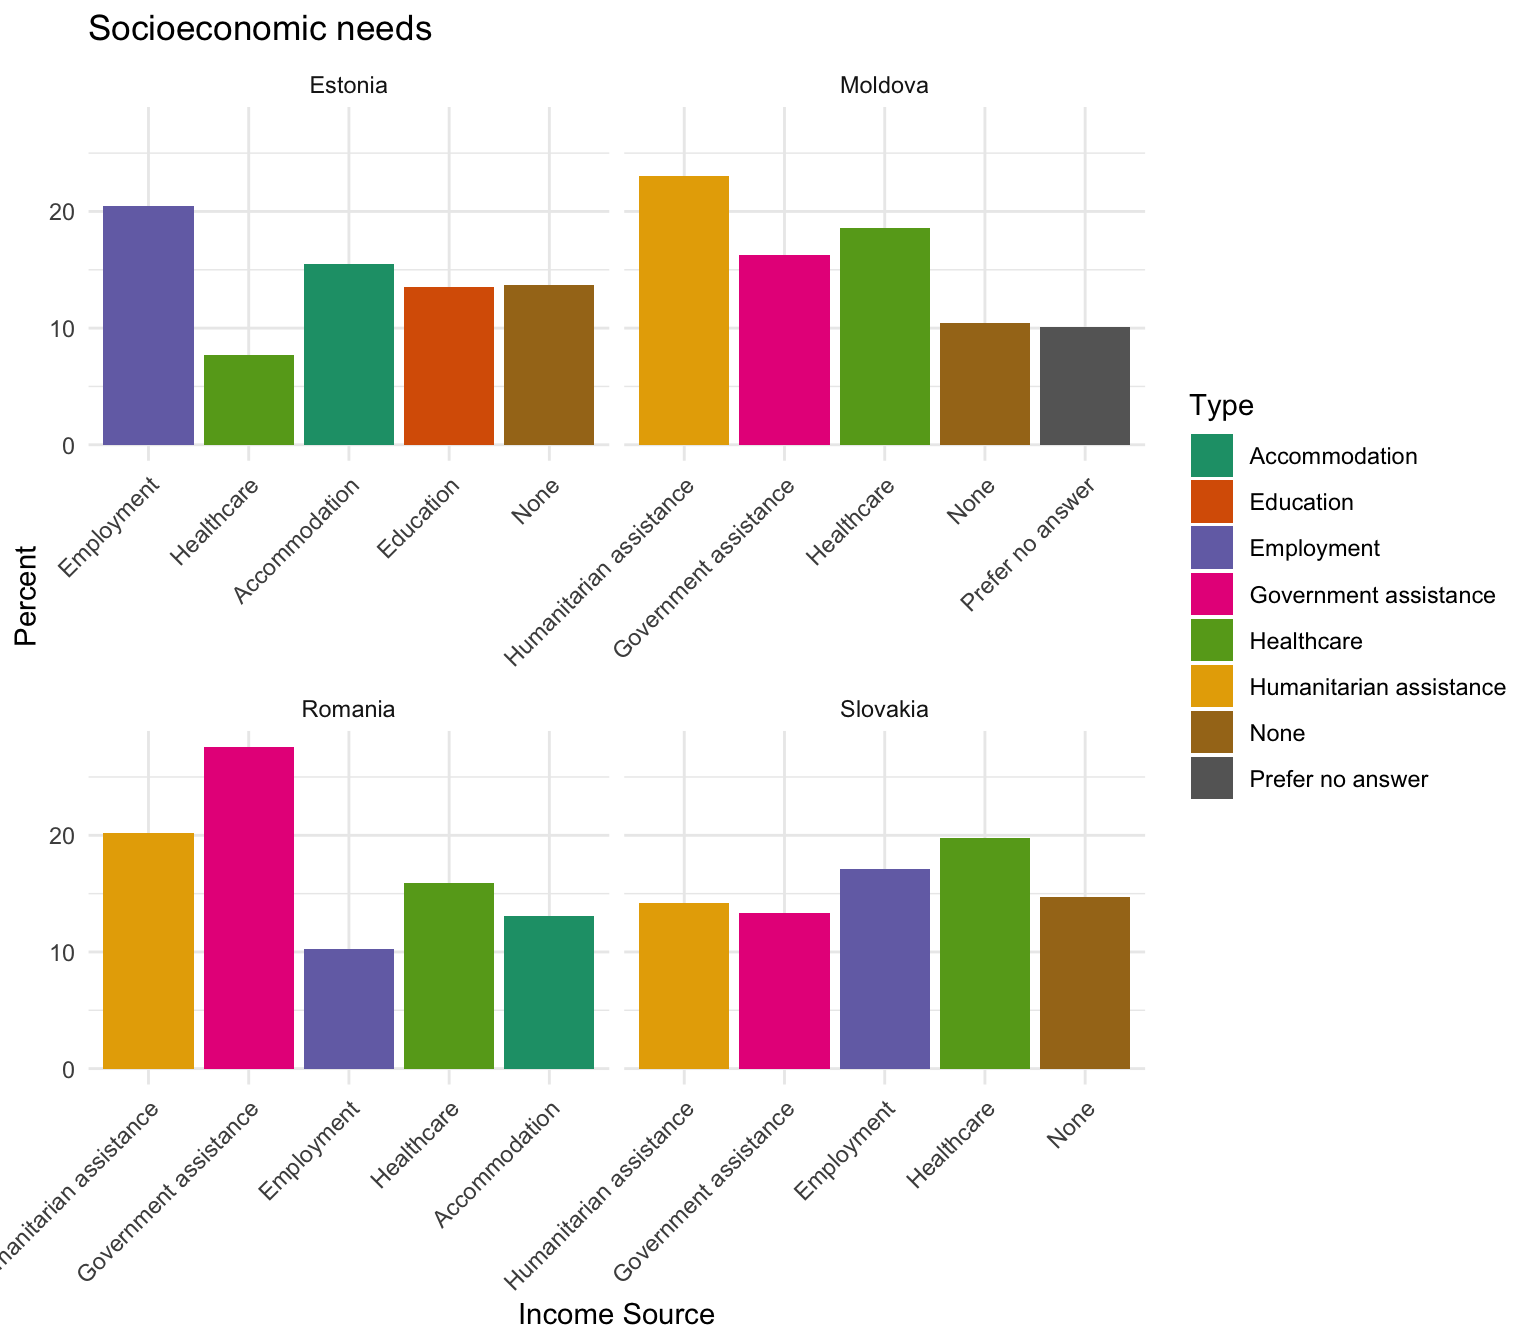 Socioeconomic needs
Estonia
Moldova
20
10
0
Employment
Healthcare
Accommodation
Education
None
Humanitarian assistance
Government assistance
Healthcare
None
Prefer no answer
Percent
Romania
Slovakia
20
10
0
manitarian assistance
Government assistance
Employment
Healthcare
Accommodation
Humanitarian assistance
Government assistance
Employment
Healthcare
None
Income Source
Type
Accommodation
Education
Employment
Government assistance
Healthcare
Humanitarian assistance
None
Prefer no answer